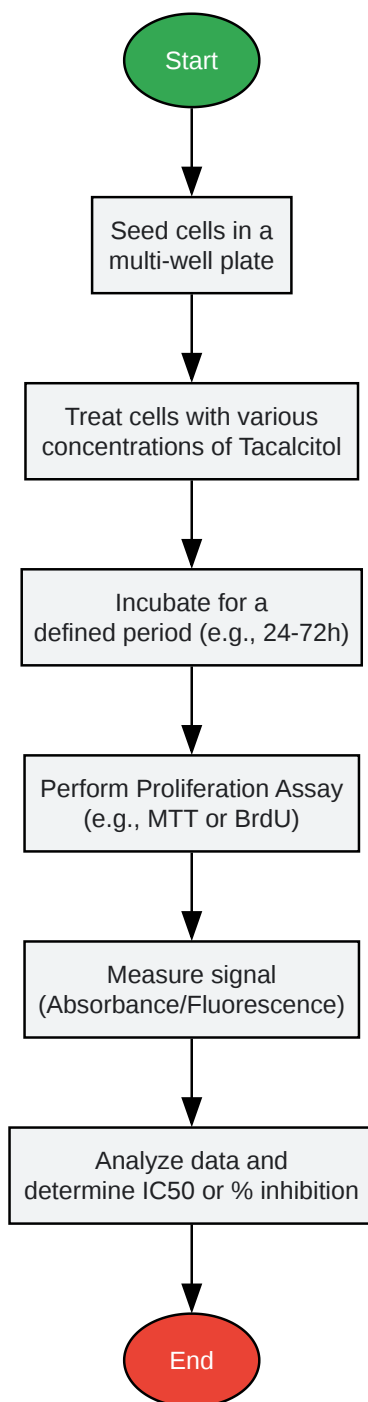 Start
Seed cells in a
multi-well plate
Treat cells with various
concentrations of Tacalcitol
Incubate for a
defined period (e.g., 24-72h)
Perform Proliferation Assay
(e.g., MTT or BrdU)
Measure signal
(Absorbance/Fluorescence)
Analyze data and
determine IC50 or % inhibition
End